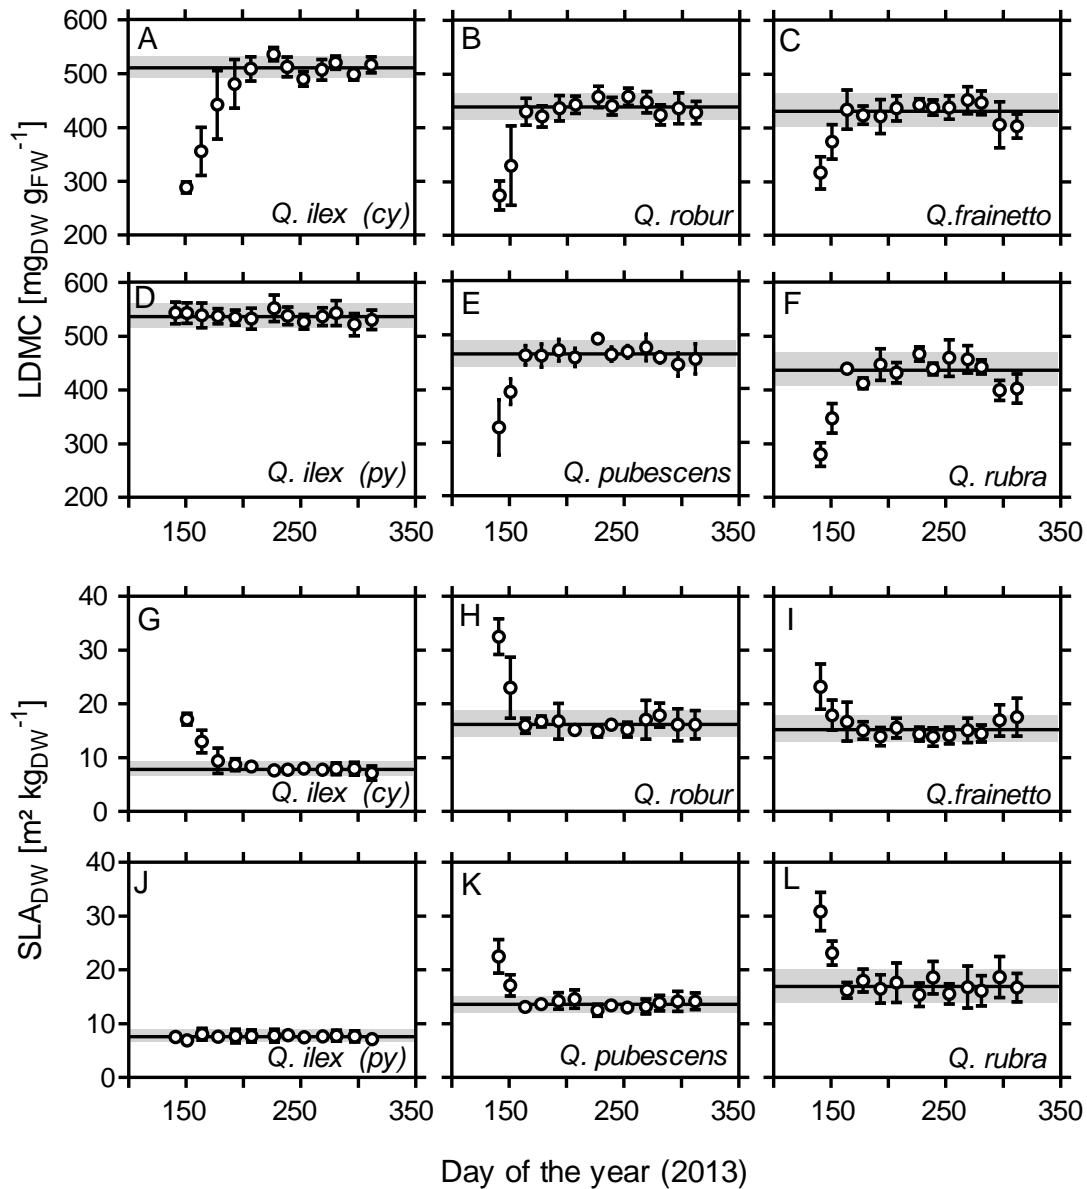 600
500
400
300
200
A
Q. ilex (cy)
B
Q. robur
C
Q.frainetto
LDMC [mgDW gFW-1]
600
500
400
300
200
D
Q. ilex (py)
E
Q. pubescens
F
Q. rubra
150 250 350
150 250 350
150 250 350
40
30
20
10
0
G
Q. ilex (cy)
H
Q. robur
I
Q.frainetto
SLADW [m² kgDW-1]
40
30
20
10
0
J
Q. ilex (py)
K
Q. pubescens
L
Q. rubra
150 250 350
150 250 350
150 250 350
Day of the year (2013)